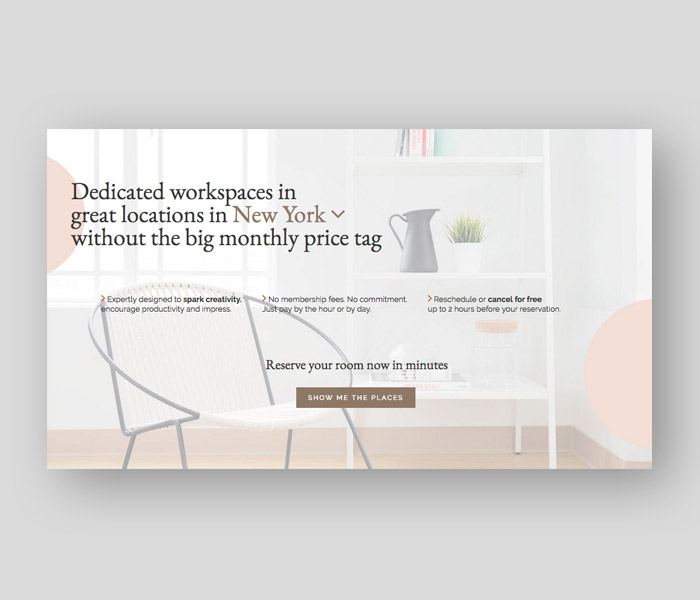 Dedicated workspaces in
great locations in New York
without the big monthly price tag
Expertly designed to spark creativity,
encourage productivity and impress.
No membership fees. No commitment.
Just pay by the hour or by day.
Reschedule or cancel for free
up to 2 hours before your reservation.
Reserve your room now in minutes
SHOW ME THE PLACES